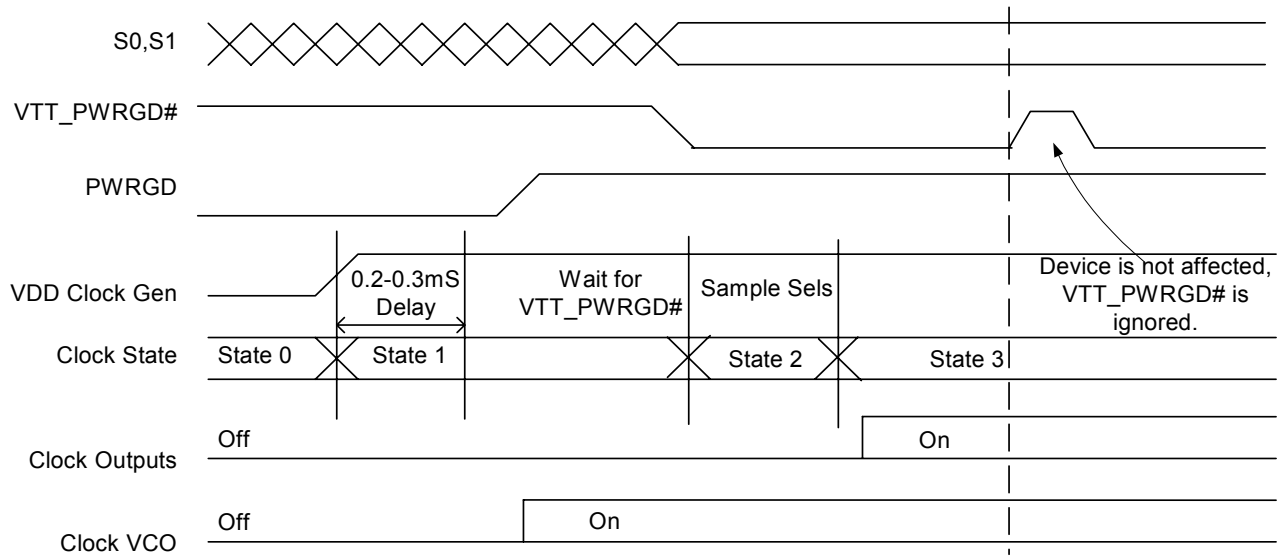 S0,S1
VTT_PWRGD#
PWRGD
VDD Clock Gen
0.2-0.3mS
Delay
Wait for
VTT_PWRGD#
Sample Sels
Device is not affected,
VTT_PWRGD# is
ignored.
Clock State
State 0
State 1
State 2
State 3
Clock Outputs
Off
On
Clock VCO
Off
On